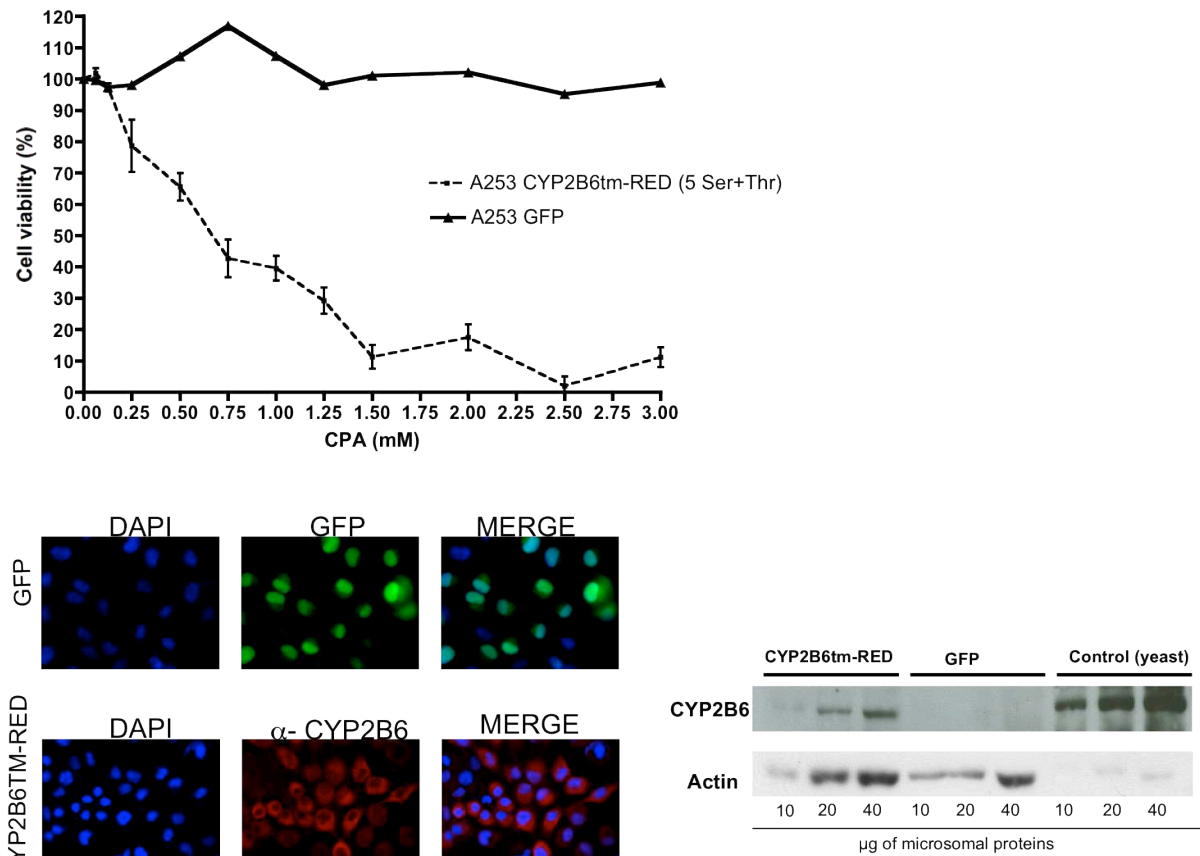 120
110
100
90
80
70
60
50
40
30
20
10
0
Cell viability (%)
A253 CYP2B6tm-RED (5 Ser+Thr)
A253 GFP
0.00 0.25 0.50 0.75 1.00 1.25 1.50 1.75 2.00 2.25 2.50 2.75 3.00
CPA (mM)
DAPI GFP MERGE
GFP
DAPI α- CYP2B6 MERGE
YP2B6TM-RED
CYP2B6tm-RED GFP Control (yeast)
CYP2B6
Actin
10 20 40 10 20 40 10 20 40
µg of microsomal proteins